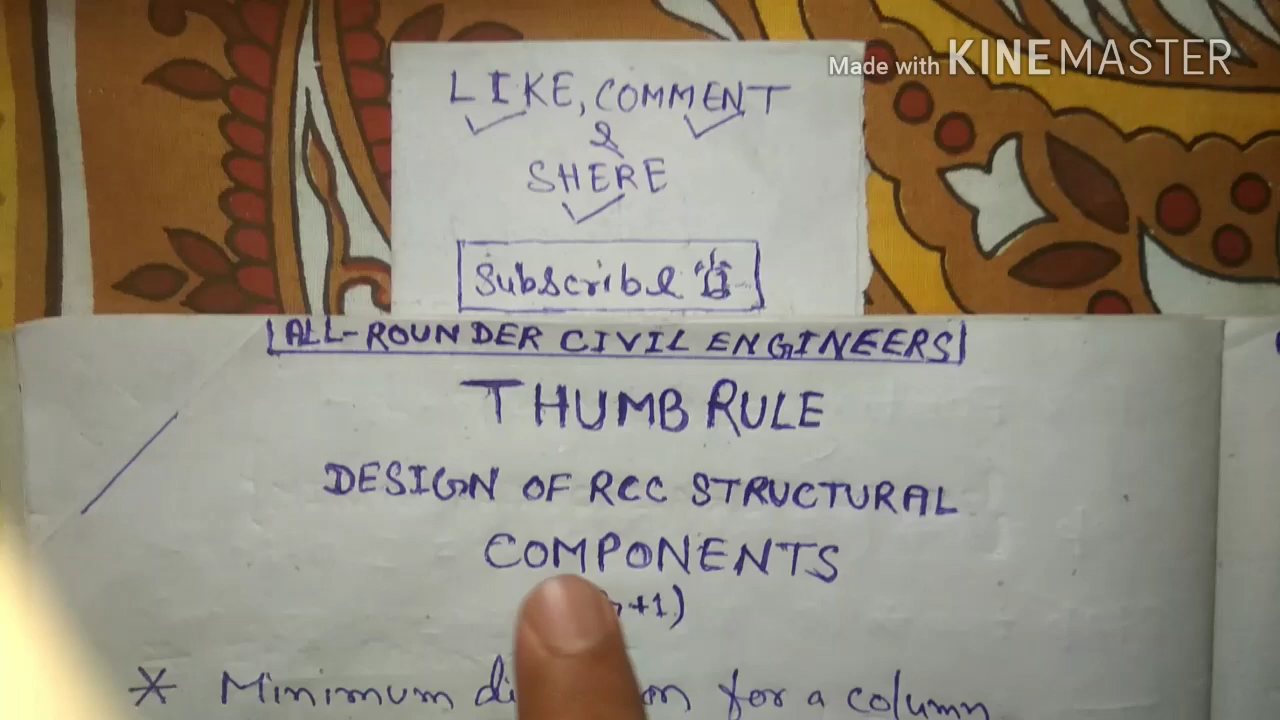 Made with KINEMASTER
LIKE, COMMENT
&
SHERE
Subscribe
ALL-ROUNDER CIVIL ENGINEERS
THUMB RULE
DESIGN OF RCC STRUCTURAL
COMPONENTS
+1)
* Minimum for a column